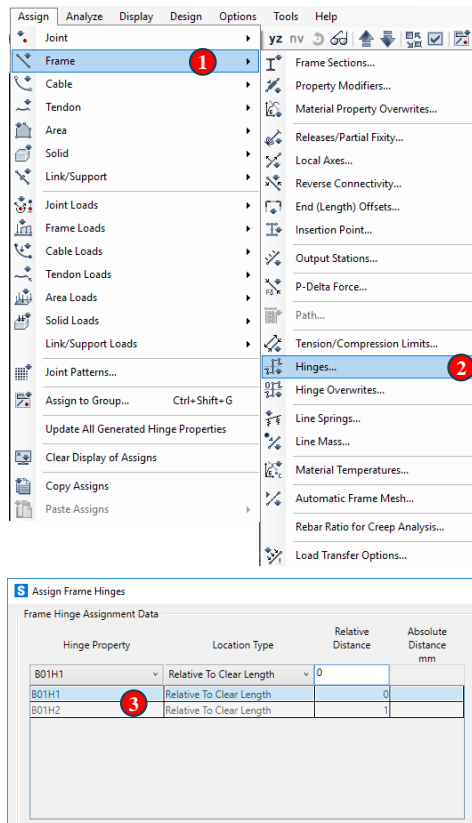 Assign Analyze Display Design Options Tools Help
Joint
yz nv
Frame 1
Frame Sections...
Cable
Property Modifiers...
Tendon
Material Property Overwrites...
Area
Releases/Partial Fixity...
Solid
Local Axes...
Link/Support
Reverse Connectivity...
Joint Loads
End (Length) Offsets...
Frame Loads
Insertion Point...
Cable Loads
Output Stations...
Tendon Loads
P-Delta Force...
Area Loads
Path...
Solid Loads
Link/Support Loads
Tension/Compression Limits...
Joint Patterns...
Hinges... 2
Assign to Group... Ctrl+Shift+G
Hinge Overwrites...
Update All Generated Hinge Properties
Line Springs...
Clear Display of Assigns
Line Mass...
Copy Assigns
Material Temperatures...
Paste Assigns
Automatic Frame Mesh...
Rebar Ratio for Creep Analysis...
Load Transfer Options...
S Assign Frame Hinges
Frame Hinge Assignment Data
Hinge Property Location Type Relative Distance Absolute Distance mm
B01H1 Relative To Clear Length 0
B01H1 Relative To Clear Length 0
B01H2 3 Relative To Clear Length 1